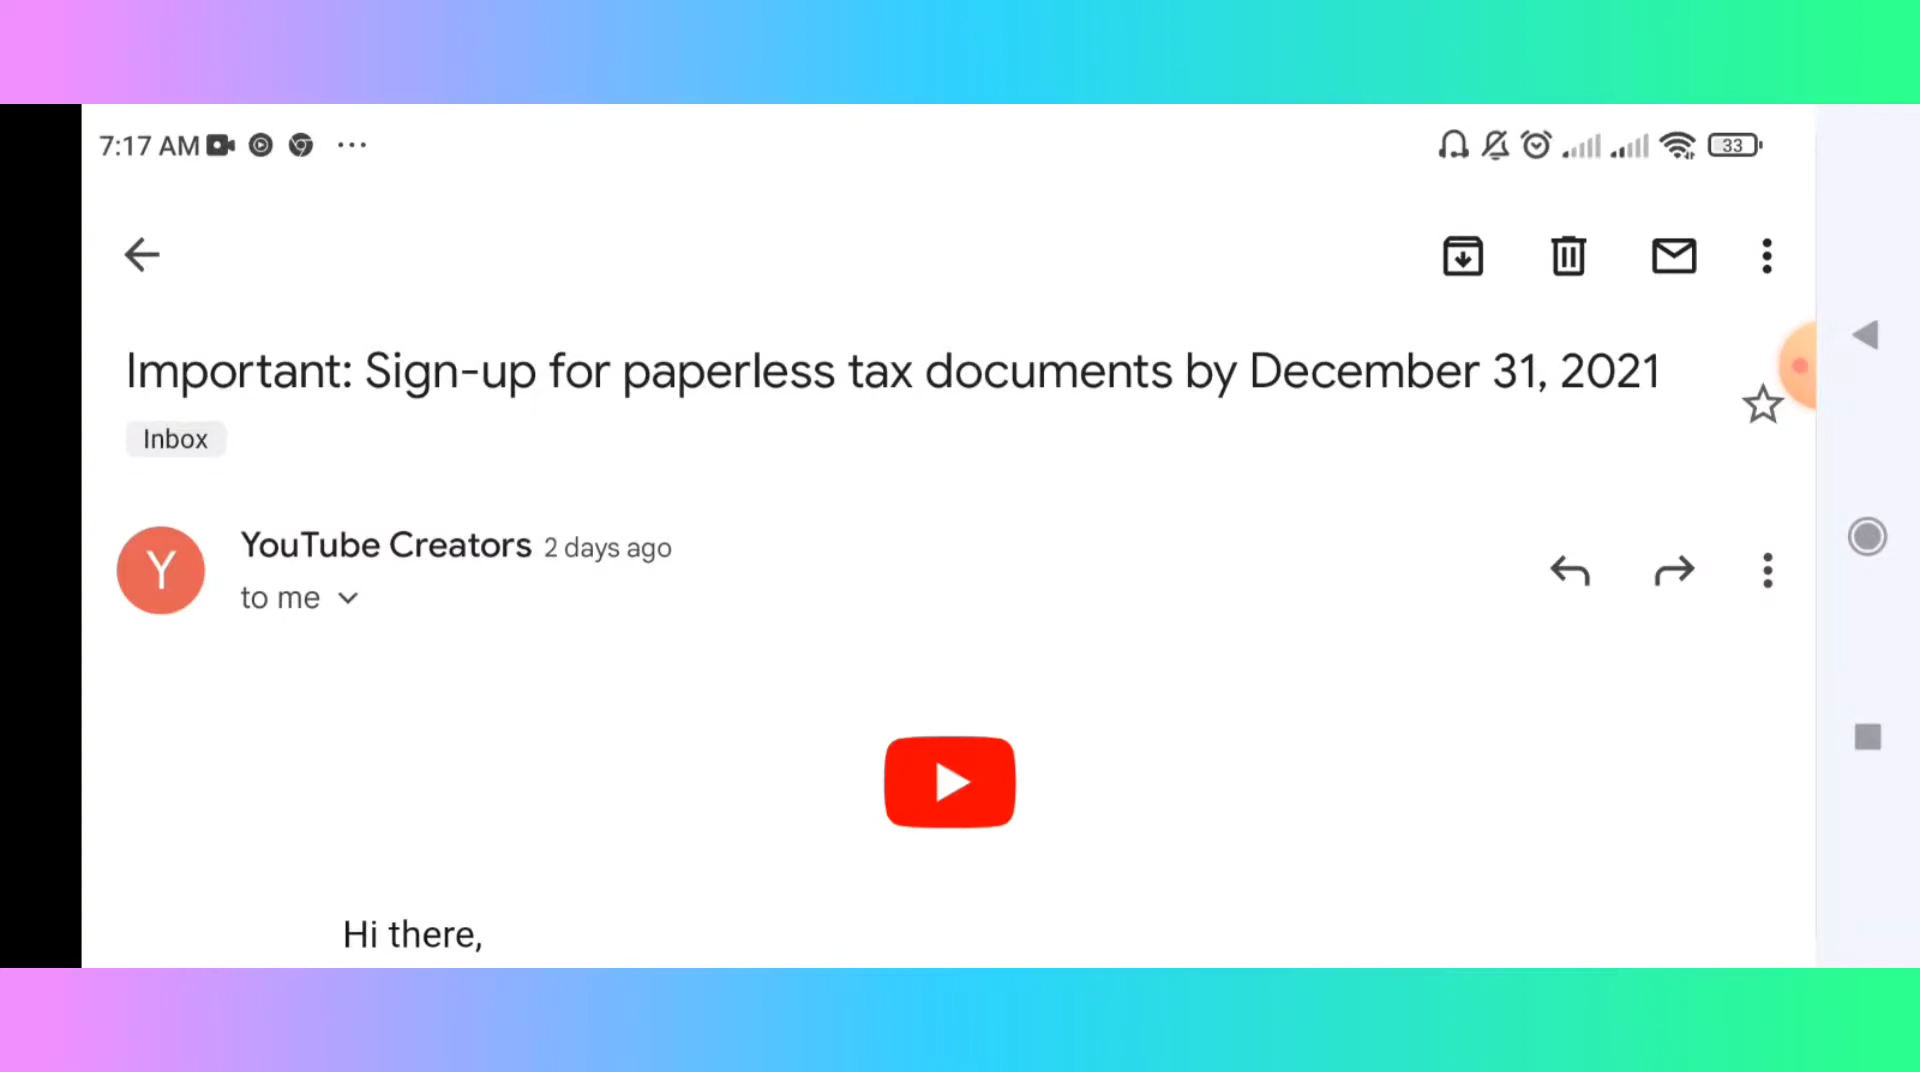 7:17 AM
33
Important: Sign-up for paperless tax documents by December 31, 2021
Inbox
Y
YouTube Creators 2 days ago
to me
Hi there,